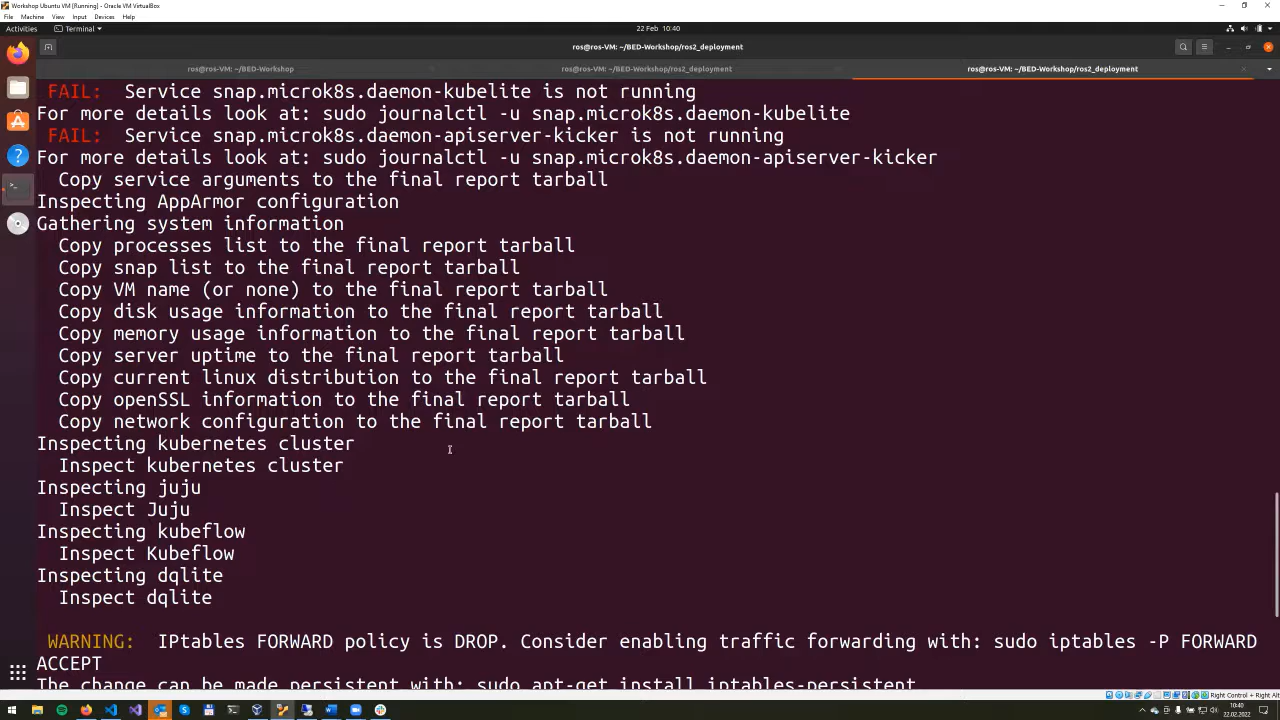 Workshop Ubuntu VM [Running] - Oracle VM VirtualBox
File Machine View Input Devices Help
Activities Terminal 22 Feb 10:40
ros@ros-VM: ~/BED-Workshop/ros2_deployment
ros@ros-VM: ~/BED-Workshop ros@ros-VM: ~/BED-Workshop/ros2_deployment ros@ros-VM: ~/BED-Workshop/ros2_deployment
FAIL: Service snap.microk8s.daemon-kubelite is not running
For more details look at: sudo journalctl -u snap.microk8s.daemon-kubelite
FAIL: Service snap.microk8s.daemon-apiserver-kicker is not running
For more details look at: sudo journalctl -u snap.microk8s.daemon-apiserver-kicker
Copy service arguments to the final report tarball
Inspecting AppArmor configuration
Gathering system information
Copy processes list to the final report tarball
Copy snap list to the final report tarball
Copy VM name (or none) to the final report tarball
Copy disk usage information to the final report tarball
Copy memory usage information to the final report tarball
Copy server uptime to the final report tarball
Copy current linux distribution to the final report tarball
Copy openSSL information to the final report tarball
Copy network configuration to the final report tarball
Inspecting kubernetes cluster
Inspect kubernetes cluster
Inspecting juju
Inspect Juju
Inspecting kubeflow
Inspect Kubeflow
Inspecting dqlite
Inspect dqlite
WARNING: IPtables FORWARD policy is DROP. Consider enabling traffic forwarding with: sudo iptables -P FORWARD
ACCEPT
The change can be made persistent with: sudo apt-get install iptables-persistent
Right Control + Right Alt
10:40
22.02.2022